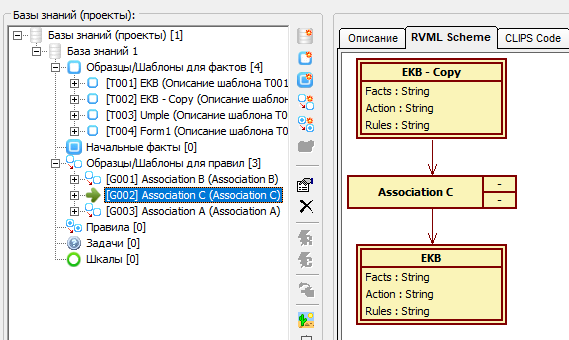 Базы знаний (проекты):
Базы знаний (проекты) [1]
База знаний 1
Образцы/Шаблоны для фактов [4]
[T001] EKB (Описание шаблона T001
[T002] EKB - Copy (Описание шаблон
[T003] Umple (Описание шаблона T0
[T004] Form1 (Описание шаблона T0
Начальные факты [0]
Образцы/Шаблоны для правил [3]
[G001] Association B (Association B)
[G002] Association C (Association C)
[G003] Association A (Association A)
Правила [0]
Задачи [0]
Шкалы [0]
Описание
RVML Scheme
CLIPS Code
EKB - Copy
Facts : String
Action : String
Rules : String
Association C
-
-
EKB
Facts : String
Action : String
Rules : String